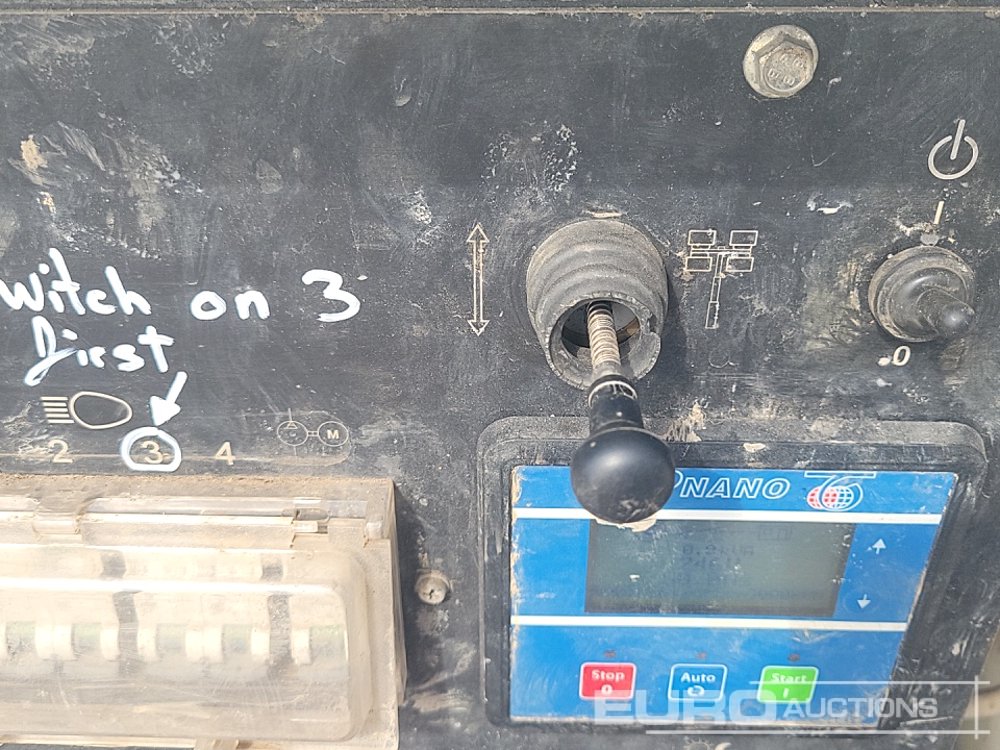 witch on 3
first
2 3 4
M
.0
NANO
Stop
0
Auto
Start
I
EURO AUCTIONS